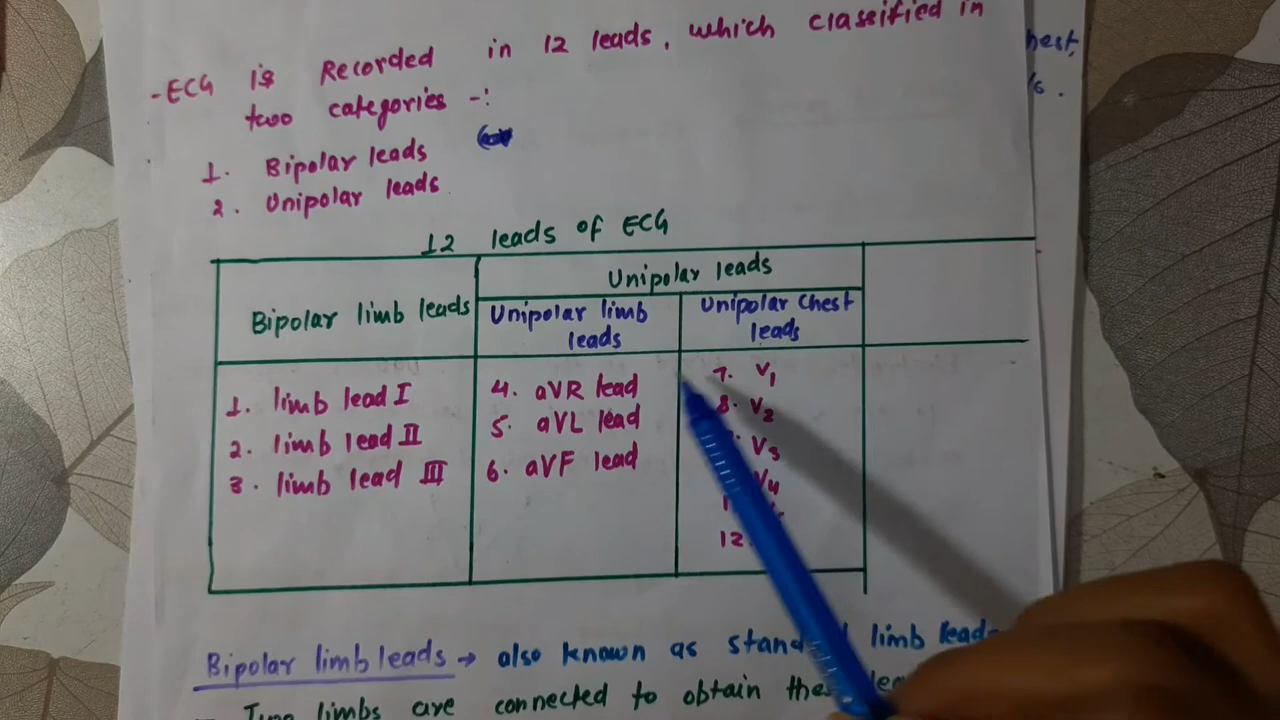 -ECG is Recorded in 12 leads, which classified in
two categories -:
1. Bipolar leads
2. Unipolar leads
hest,
12 leads of ECG
Bipolar limb leads
Unipolar leads
Unipolar limb
leads
Unipolar Chest
leads
1. limb lead I
2. limb lead II
3. limb lead III
4. aVR lead
5. aVL lead
6. aVF lead
7. V1
8. V2
V3
V4
12.
Bipolar limb leads → also known as limb
Two limbs are connected to obtain